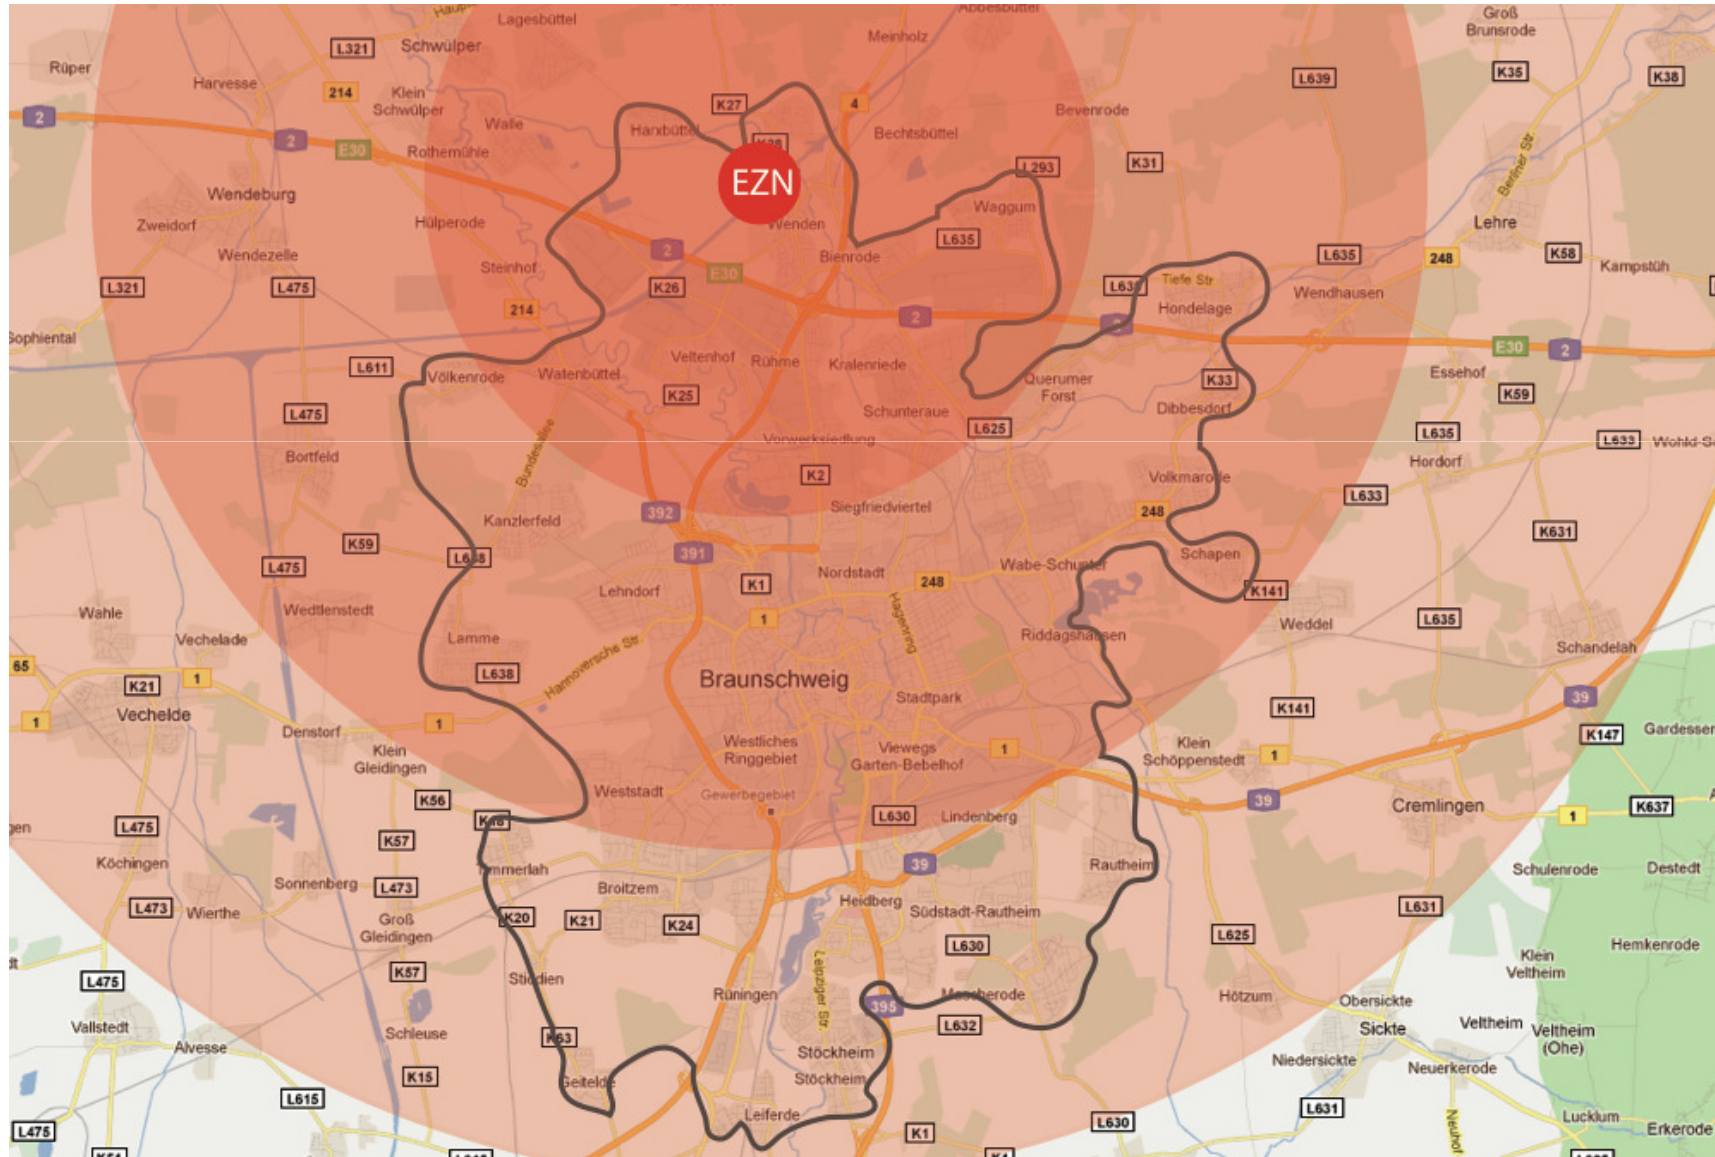 Lagesbüttel
Meinholz
Groß
Brunsrode
L321
Schwülper
Rüper
Harvesse
214
Klein
Schwülper
K27
4
Bevenrode
L639
K35
K38
2
Walle
Harxbüttel
Bechtsbüttel
Berliner Str.
2
E30
Rothemühle
K31
L293
Wendeburg
EZN
Waggum
Zweidorf
Hülperode
Wenden
Lehre
Wendezelle
Steinhof
2
Bienrode
L635
L635
248
K58
Kampstüh
L321
L475
K26
E30
Tiefe Str
Hondelage
Wendhausen
214
2
E30
2
L611
Völkenrode
Watenbüttel
Veltenhof
Rühme
Kralenriede
Querumer
Forst
K33
Essehof
K59
K25
Dibbesdorf
L475
Schunteraue
L625
L635
L633
Bortfeld
Bundesallee
Vorwerksiedlung
Hordorf
K2
Volkmarode
L633
Siegfriedviertel
392
Kanzlerfeld
248
K631
K59
391
Schapen
L475
Nordstadt
Wabe-Schunter
Lehndorf
K1
248
K141
Wahle
Wedtlenstedt
Hagenring
1
L635
Weddel
Vechelade
Lamme
Riddagshausen
Schandelah
65
1
K21
L638
Hannoversche Str
Braunschweig
Stadtpark
39
Vechelde
1
1
K141
Denstorf
Westliches
Ringgebiet
Viewegs
Garten-Bebelhof
1
Klein
Schöppenstedt
1
K147
Klein
Gleidingen
Weststadt
Gewerbegebiet
39
Cremlingen
K637
K56
L630
Lindenberg
1
L475
K57
Köchingen
39
Rautheim
Schulenrode
Destedt
Sonnenberg
L473
Broitzem
Heidberg
L473
Wierthe
Groß
Gleidingen
K20
K21
K24
Südstadt-Rautheim
L631
L625
L630
Hemkenrode
K57
Klein
Veltheim
L475
Leipziger Str.
Rüningen
Mascherode
Hötzum
Obersickte
395
Vallstedt
Schleuse
L632
Sickte
Veltheim
Veltheim
(Ohe)
Alvesse
K63
Stöckheim
Niedersickte
K15
Geitelde
Stöckheim
Neuerkerode
L615
Leiferde
L631
Lucklum
L475
K1
L630
Erkerode